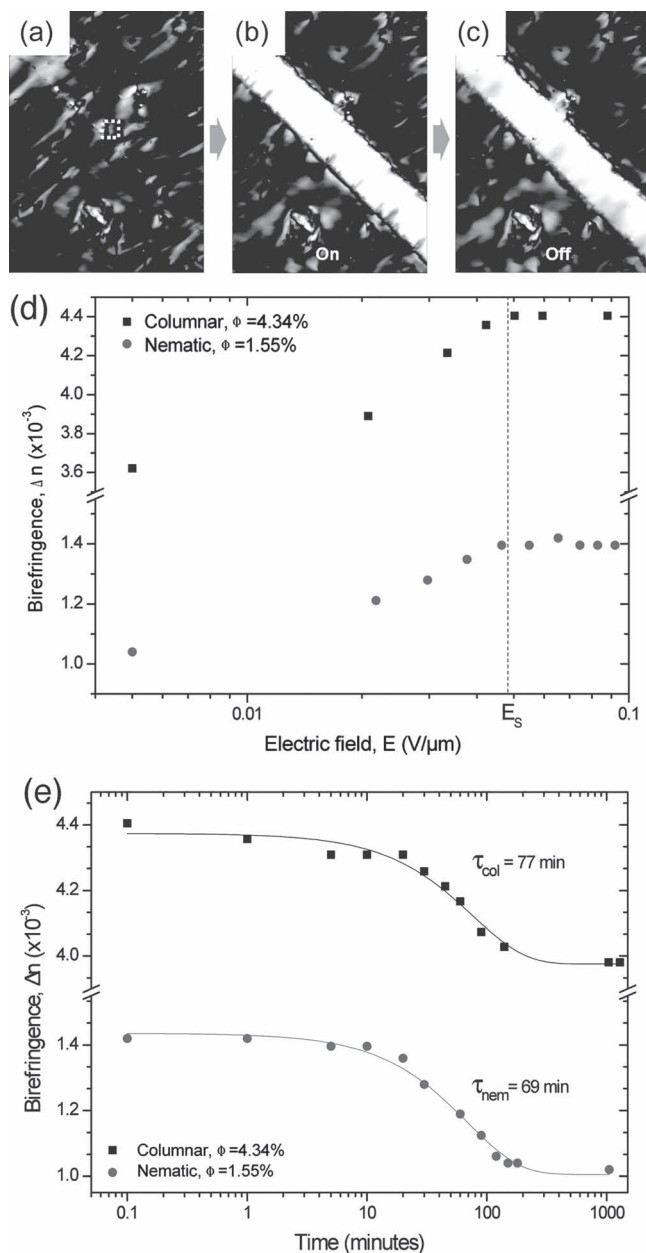 (a) (b) (c)
On Off
(d)
Columnar, Φ =4.34%
Nematic, Φ =1.55%
Birefringence, Δ n (x10⁻³)
4.4
4.2
4.0
3.8
3.6
1.4
1.2
1.0
0.01 E_S 0.1
Electric field, E (V/µm)
(e)
4.4
τ_col = 77 min
4.2
4.0
Birefringence, Δn (x10⁻³)
1.4
τ_nem = 69 min
1.2
1.0
Columnar, Φ =4.34%
Nematic, Φ =1.55%
0.1 1 10 100 1000
Time (minutes)